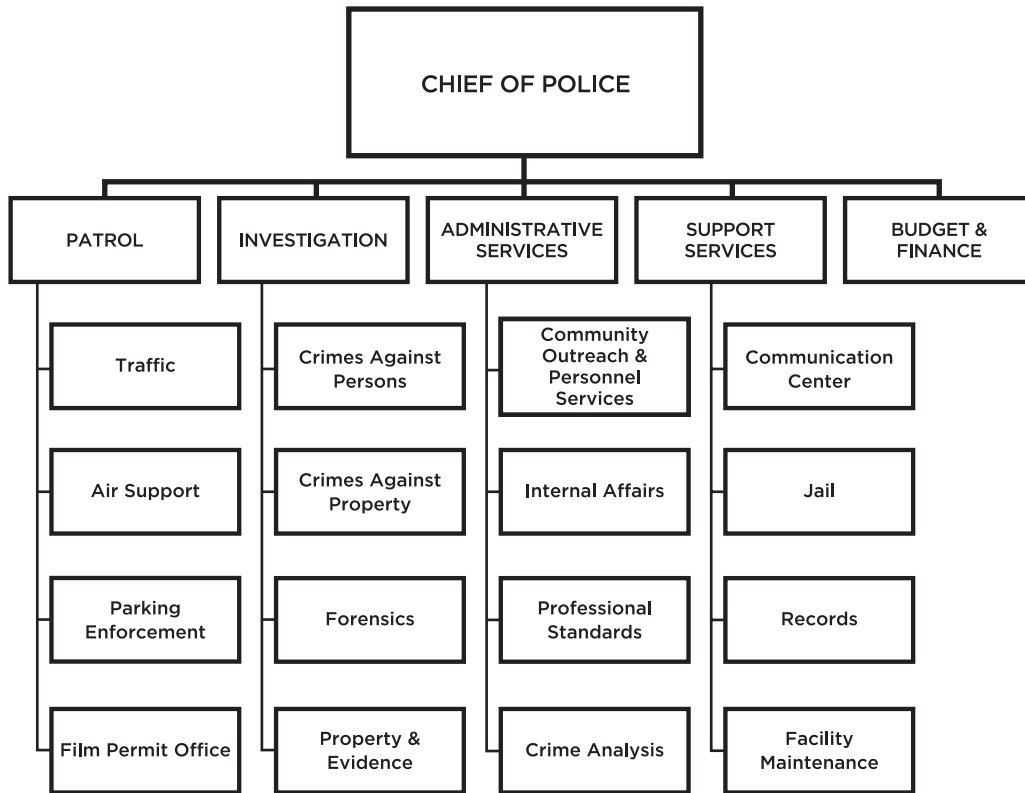 CHIEF OF POLICE
PATROL
INVESTIGATION
ADMINISTRATIVE
SERVICES
SUPPORT
SERVICES
BUDGET &
FINANCE
Traffic
Air Support
Parking
Enforcement
Film Permit Office
Crimes Against
Persons
Crimes Against
Property
Forensics
Property &
Evidence
Community
Outreach &
Personnel
Services
Internal Affairs
Professional
Standards
Crime Analysis
Communication
Center
Jail
Records
Facility
Maintenance